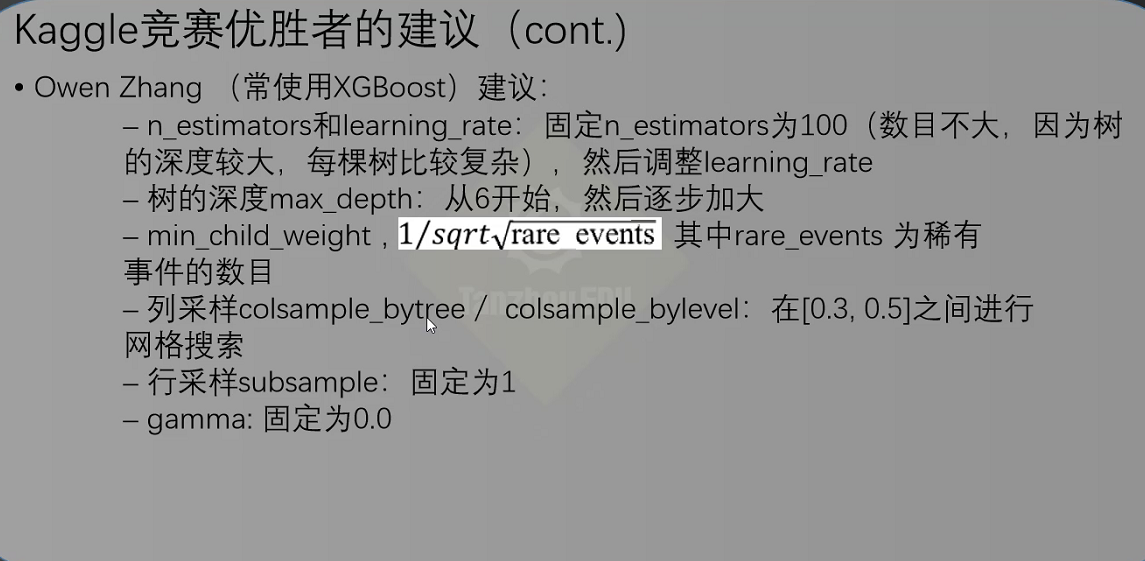 Kaggle竞赛优胜者的建议（cont.)
• Owen Zhang （常使用XGBoost）建议：
– n_estimators和learning_rate：固定n_estimators为100（数目不大，因为树
的深度较大，每棵树比较复杂），然后调整learning_rate
– 树的深度max_depth：从6开始，然后逐步加大
– min_child_weight , 1/sqrt√rare_events 其中rare_events 为稀有
事件的数目
– 列采样colsample_bytree / colsample_bylevel：在[0.3, 0.5]之间进行
网格搜索
– 行采样subsample：固定为1
– gamma: 固定为0.0
Tanzhou EDU